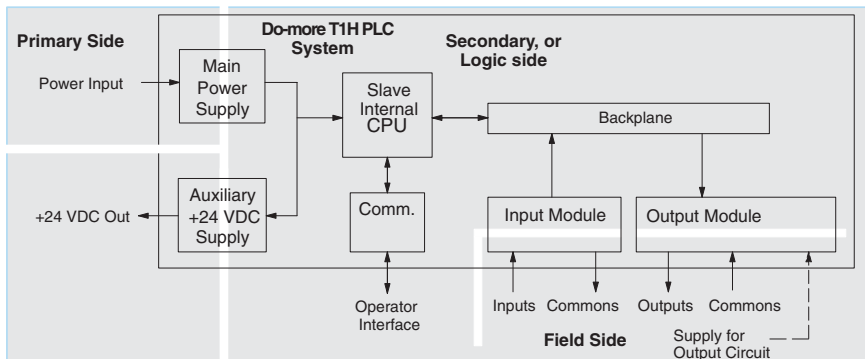 Primary Side
Do-more T1H PLC
System
Secondary, or
Logic side
Power Input
Main
Power
Supply
Slave
Internal
CPU
Backplane
+24 VDC Out
Auxiliary
+24 VDC
Supply
Comm.
Input Module
Output Module
Operator
Interface
Inputs
Commons
Outputs
Commons
Field Side
Supply for
Output Circuit